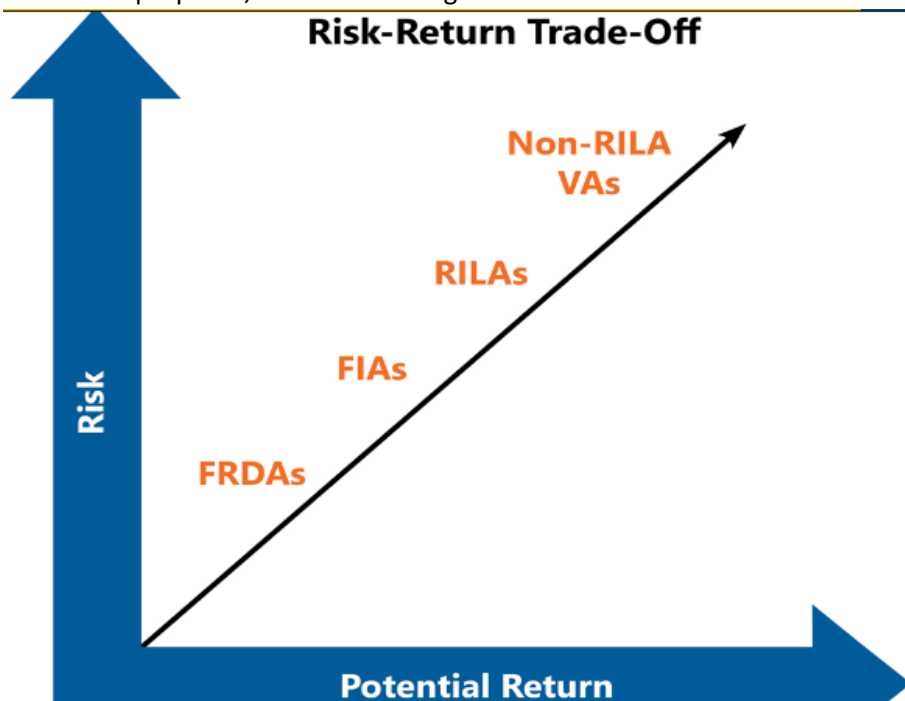 Risk-Return Trade-Off
Non-RILA
VAs
RILAs
FIAs
FRDAs
Risk
Potential Return